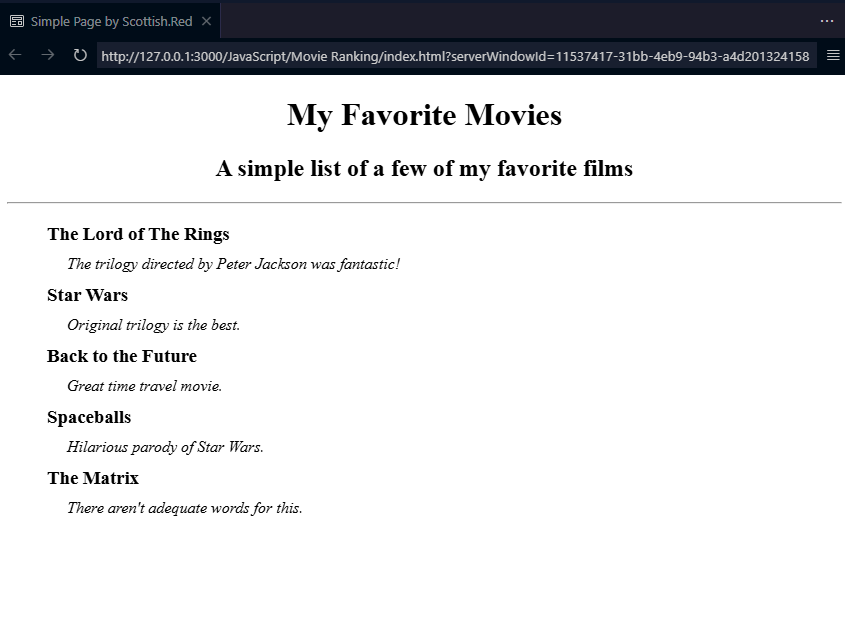 Simple Page by Scottish.Red
http://127.0.0.1:3000/JavaScript/Movie Ranking/index.html?serverWindowId=11537417-31bb-4eb9-94b3-a4d201324158
My Favorite Movies
A simple list of a few of my favorite films
The Lord of The Rings
The trilogy directed by Peter Jackson was fantastic!
Star Wars
Original trilogy is the best.
Back to the Future
Great time travel movie.
Spaceballs
Hilarious parody of Star Wars.
The Matrix
There aren't adequate words for this.